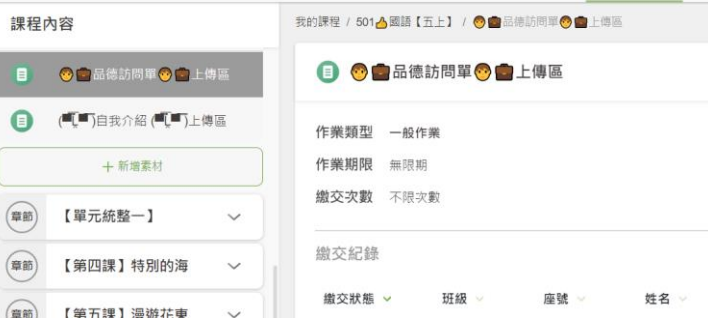 課程內容
🧑💼品德訪問單🧑💼上傳區
(▀̿Ĺ̯▀̿ ̿)自我介紹 (▀̿Ĺ̯▀̿ ̿)上傳區
＋新增素材
章節 【單元統整一】
章節 【第四課】特別的海
章節 【第五課】漫遊花東
我的課程 / 501👍國語【五上】 / 🧑💼品德訪問單🧑💼上傳區
🧑💼品德訪問單🧑💼上傳區
作業類型 一般作業
作業期限 無限期
繳交次數 不限次數
繳交紀錄
繳交狀態 班級 座號 姓名